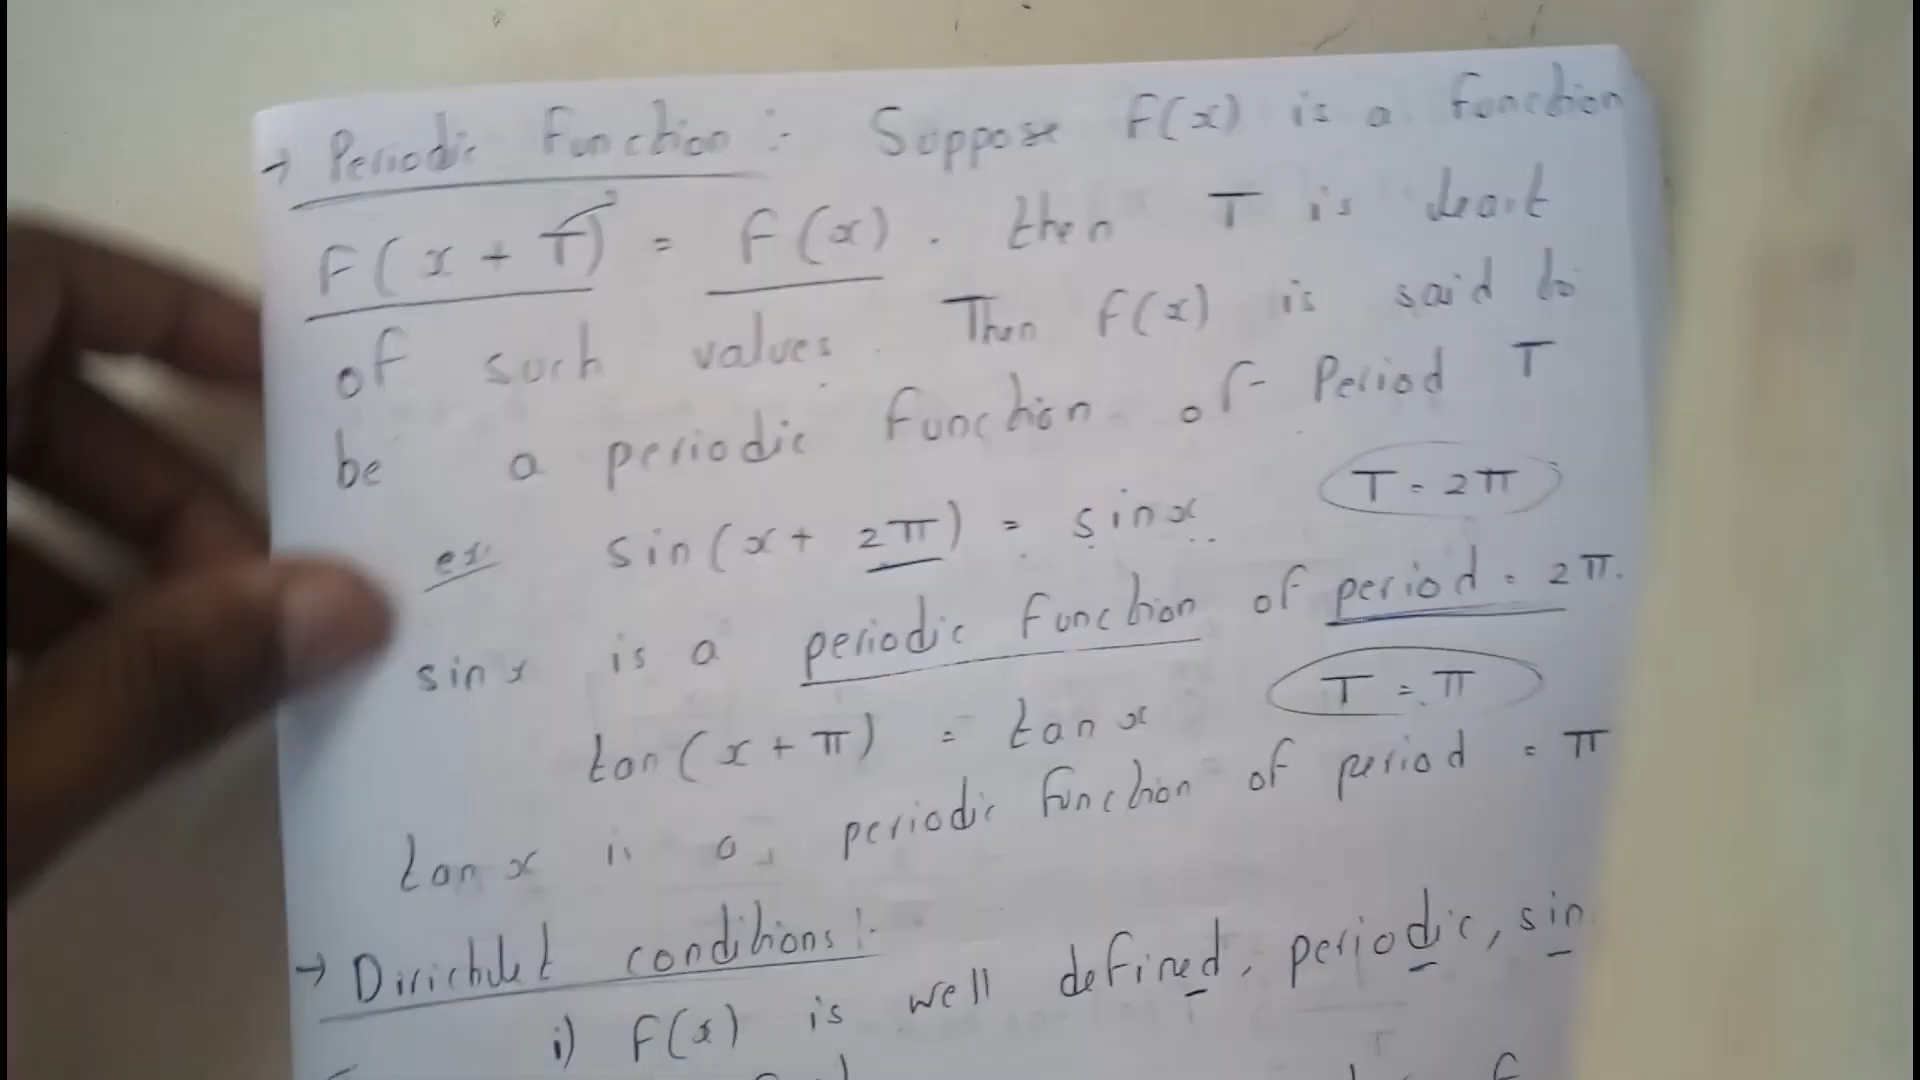 → Periodic Function :- Suppose F(x) is a function
F(x + T) = F(x). then T is least
of such values. Then F(x) is said to
be a periodic function of Period T
ex: sin(x + 2π) = sinx T = 2π
sin x is a periodic function of period = 2π.
tan(x + π) = tan x T = π
tan x is a periodic function of period = π
→ Dirichlet conditions :-
i) F(x) is well defined, periodic, sin